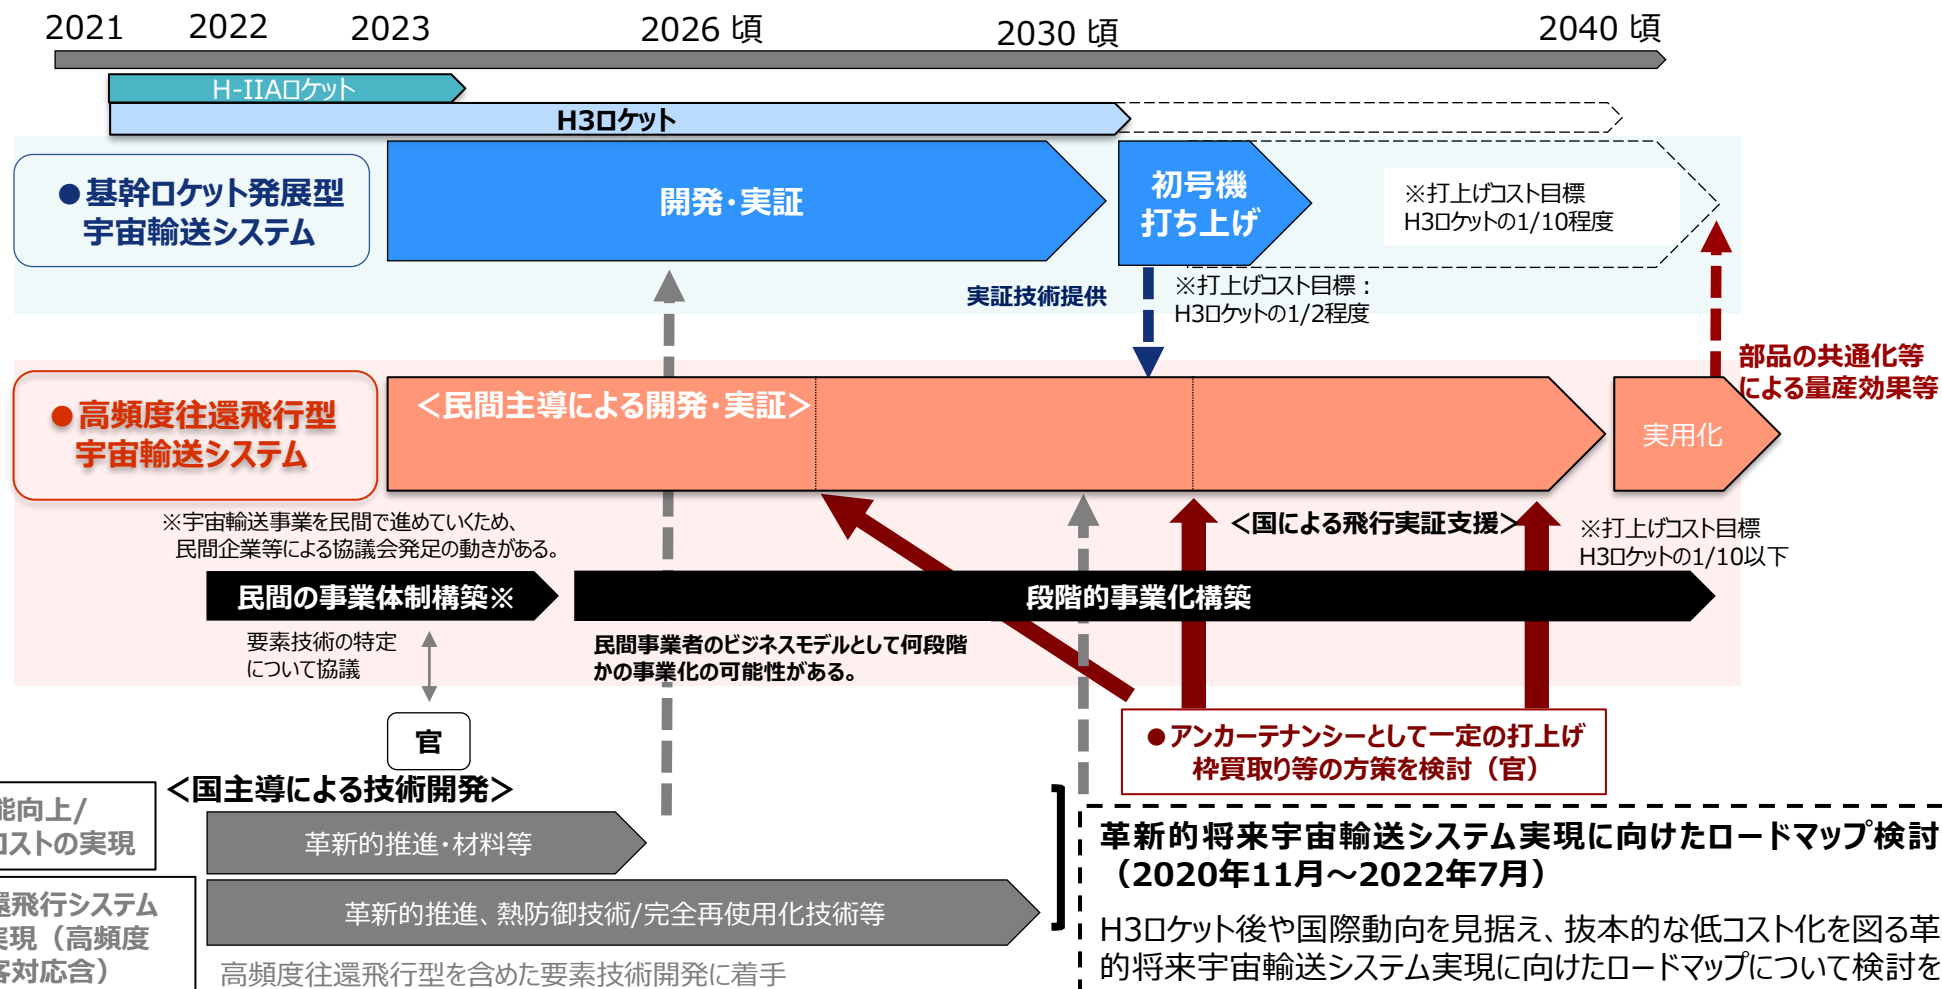 2021 2022 2023 2026 頃 2030 頃 2040 頃
H-IIAロケット
H3ロケット
●基幹ロケット発展型
宇宙輸送システム
開発・実証
初号機
打ち上げ
※打上げコスト目標
H3ロケットの1/10程度
実証技術提供
※打上げコスト目標：
H3ロケットの1/2程度
部品の共通化等
による量産効果等
●高頻度往還飛行型
宇宙輸送システム
＜民間主導による開発・実証＞
実用化
※宇宙輸送事業を民間で進めていくため、
民間企業等による協議会発足の動きがある。
＜国による飛行実証支援＞
※打上げコスト目標
H3ロケットの1/10以下
民間の事業体制構築※
段階的事業化構築
要素技術の特定
について協議
民間事業者のビジネスモデルとして何段階
かの事業化の可能性がある。
官
●アンカーテナンシーとして一定の打上げ
枠買取り等の方策を検討（官）
＜国主導による技術開発＞
能向上/
コストの実現
革新的推進・材料等
還飛行システム
実現（高頻度
客対応含）
革新的推進、熱防御技術/完全再使用化技術等
高頻度往還飛行型を含めた要素技術開発に着手
革新的将来宇宙輸送システム実現に向けたロードマップ検討
（2020年11月～2022年7月）
H3ロケット後や国際動向を見据え、抜本的な低コスト化を図る革
的将来宇宙輸送システム実現に向けたロードマップについて検討を